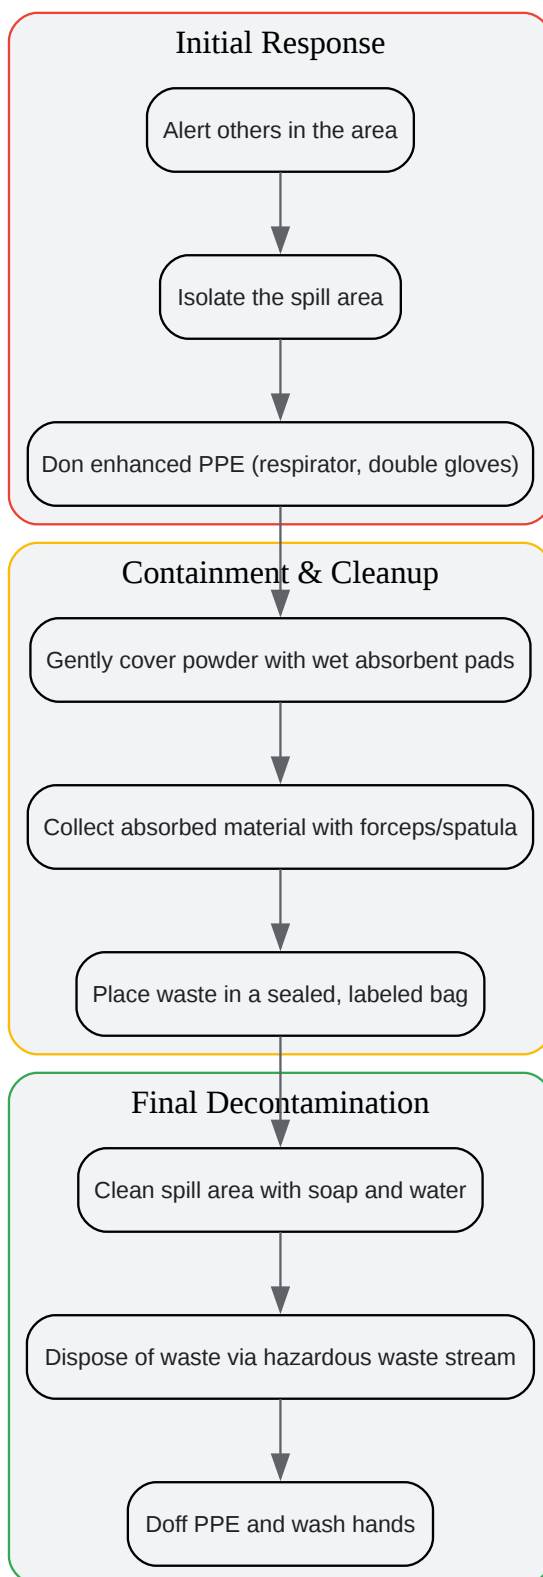 Initial Response
Alert others in the area
Isolate the spill area
Don enhanced PPE (respirator, double gloves)
Containment & Cleanup
Gently cover powder with wet absorbent pads
Collect absorbed material with forceps/spatula
Place waste in a sealed, labeled bag
Final Decontamination
Clean spill area with soap and water
Dispose of waste via hazardous waste stream
Doff PPE and wash hands